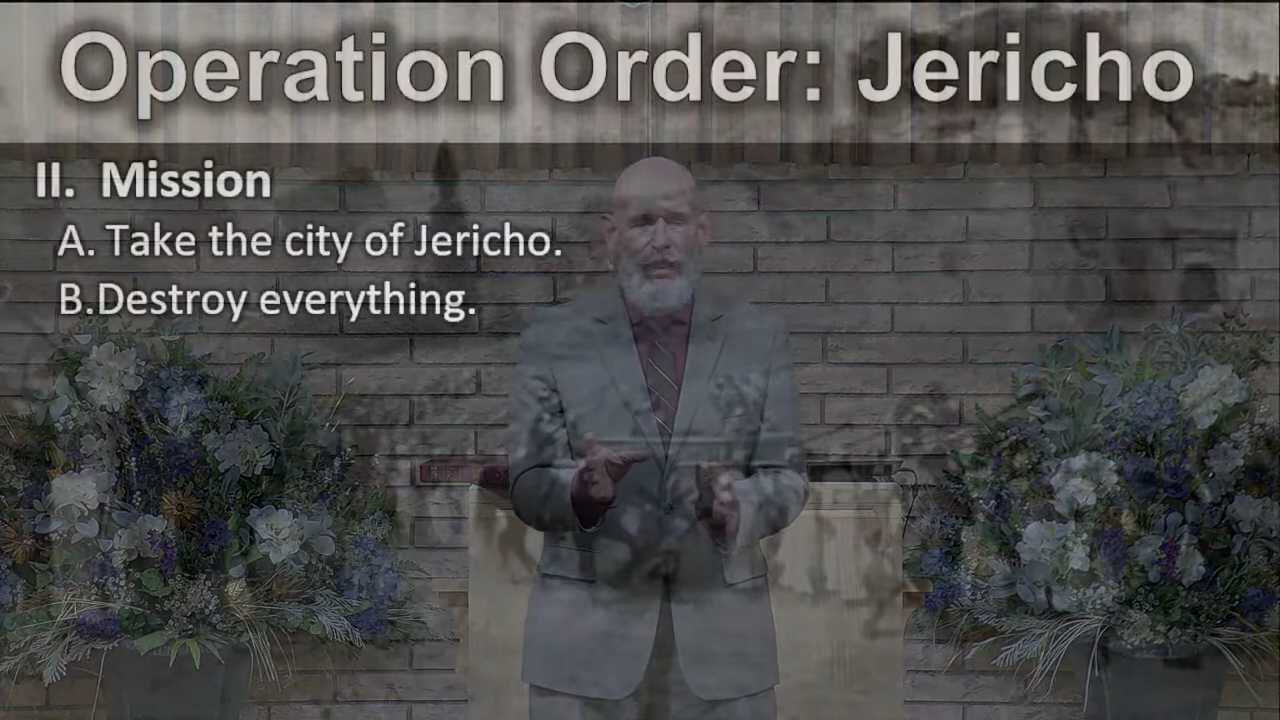 Operation Order: Jericho
II. Mission
A. Take the city of Jericho.
B.Destroy everything.